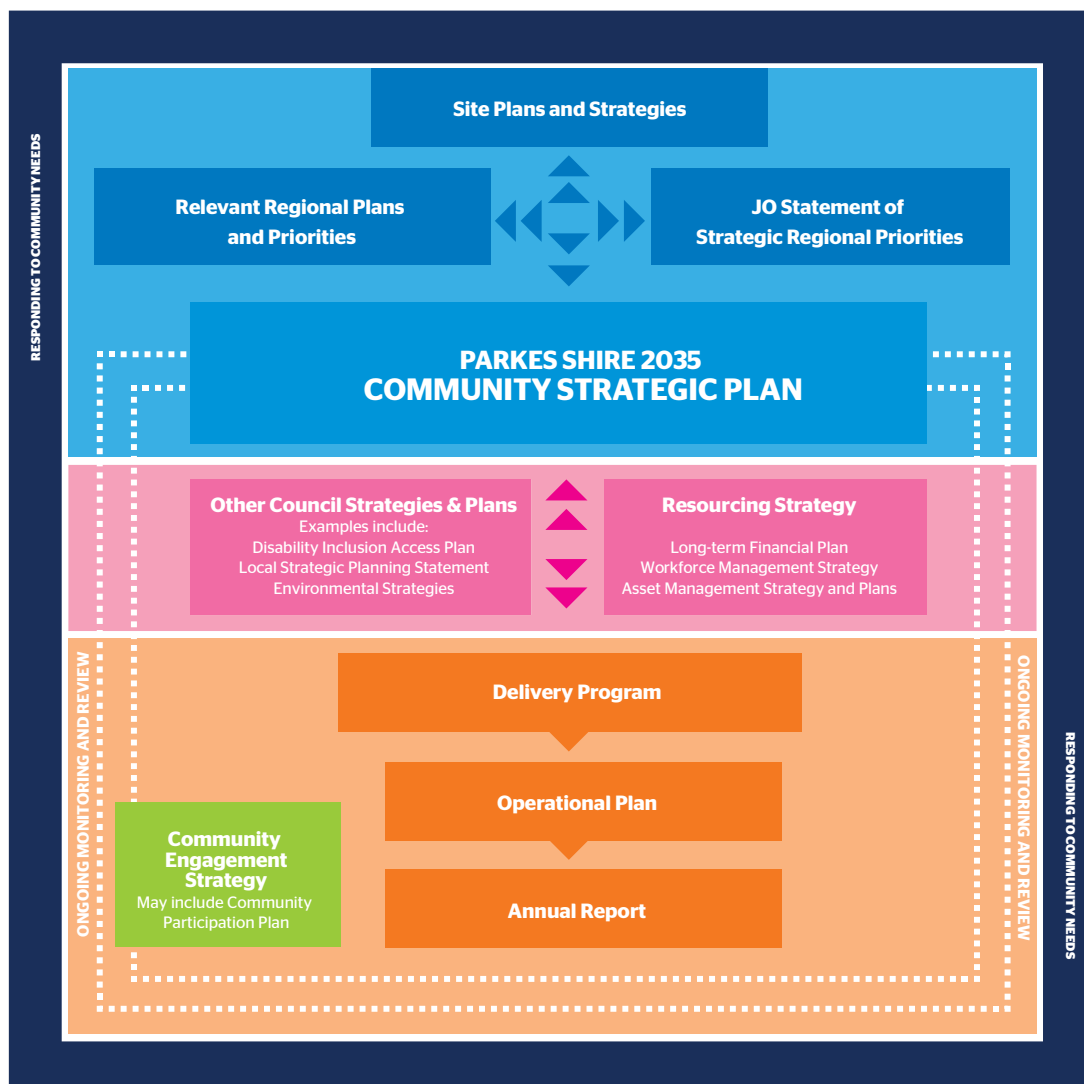 Site Plans and Strategies
Relevant Regional Plans
and Priorities
JO Statement of
Strategic Regional Priorities
PARKES SHIRE 2035
COMMUNITY STRATEGIC PLAN
Other Council Strategies & Plans
Examples include:
Disability Inclusion Access Plan
Local Strategic Planning Statement
Environmental Strategies
Resourcing Strategy
Long-term Financial Plan
Workforce Management Strategy
Asset Management Strategy and Plans
Delivery Program
Operational Plan
Annual Report
Community
Engagement
Strategy
May include Community
Participation Plan
ONGOING MONITORING AND REVIEW
ONGOING MONITORING AND REVIEW
RESPONDING TO COMMUNITY NEEDS
RESPONDING TO COMMUNITY NEEDS